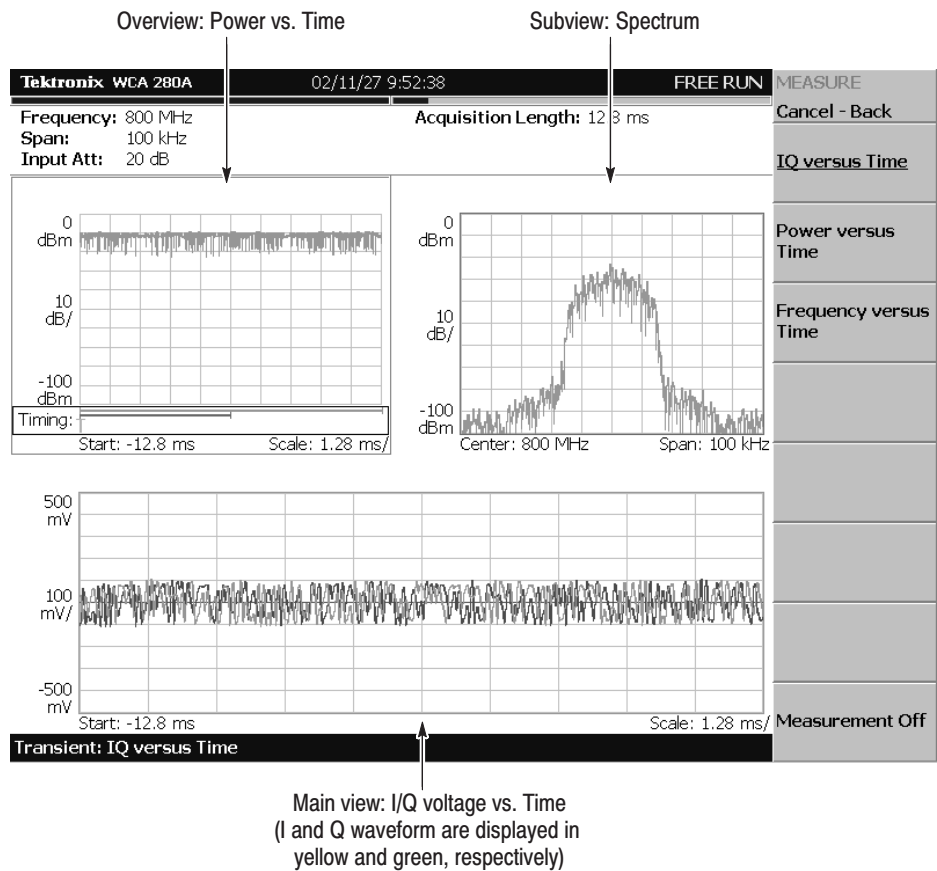 Overview: Power vs. Time
Subview: Spectrum
Tektronix WCA 280A 02/11/27 9:52:38 FREE RUN
Frequency: 800 MHz
Acquisition Length: 12.8 ms
Span: 100 kHz
Input Att: 20 dB
MEASURE
Cancel - Back
IQ versus Time
Power versus
Time
Frequency versus
Time
Measurement Off
0
dBm
10
dB/
-100
dBm
Timing:
Start: -12.8 ms Scale: 1.28 ms/
0
dBm
10
dB/
-100
dBm
Center: 800 MHz Span: 100 kHz
500
mV
100
mV/
-500
mV
Start: -12.8 ms Scale: 1.28 ms/
Transient: IQ versus Time
Main view: I/Q voltage vs. Time
(I and Q waveform are displayed in
yellow and green, respectively)